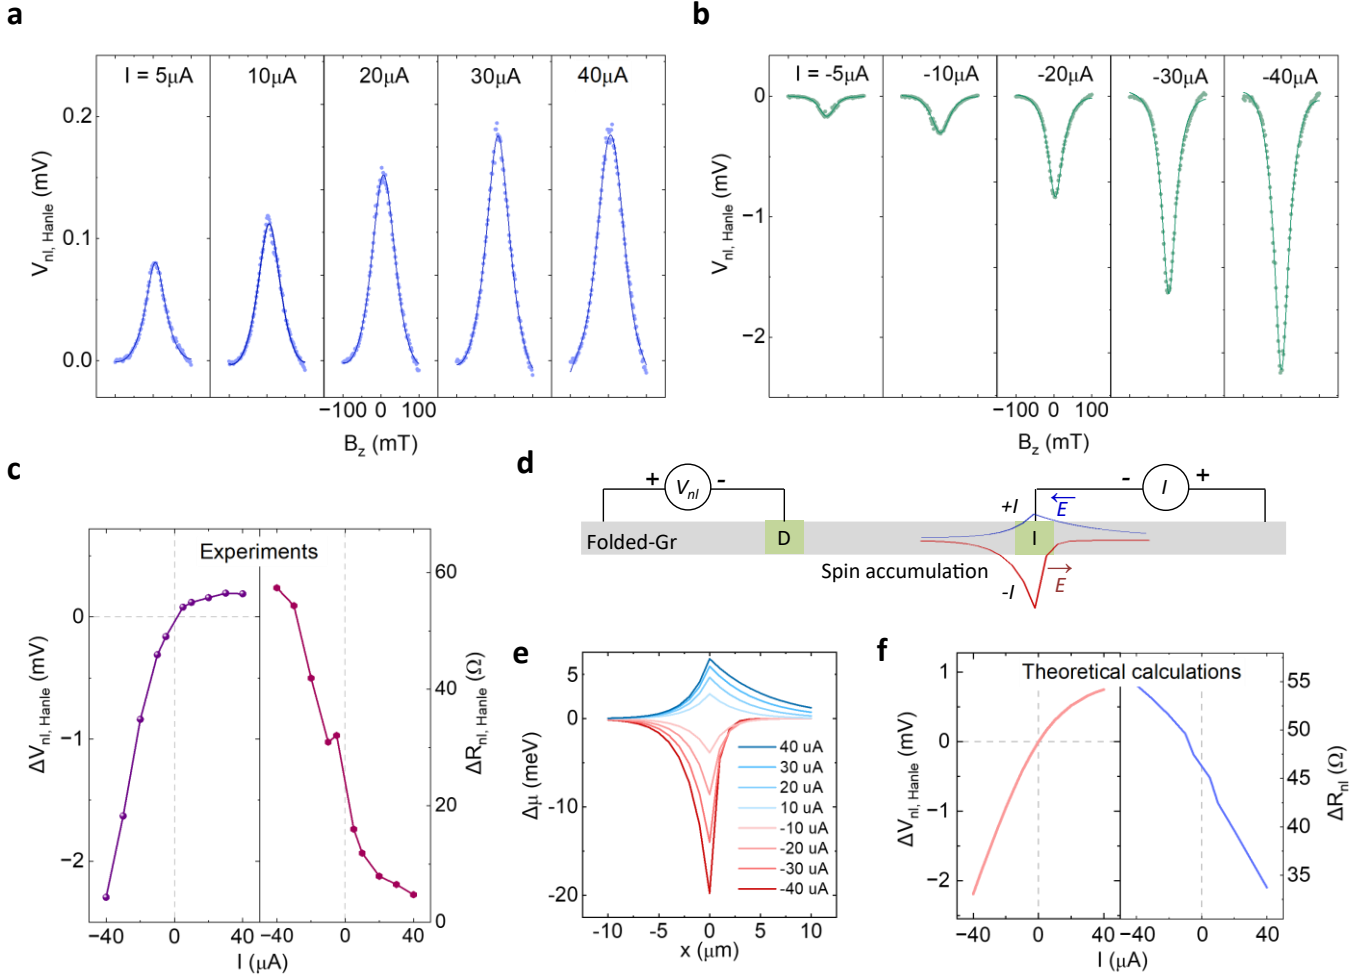 a
I = 5μA 10μA 20μA 30μA 40μA
0.2
0.1
0.0
V_nl, Hanle (mV)
−100 0 100
B_z (mT)
b
I = -5μA -10μA -20μA -30μA -40μA
0
−1
−2
V_nl, Hanle (mV)
−100 0 100
B_z (mT)
c
Experiments
0
−1
−2
ΔV_nl, Hanle (mV)
60
40
20
0
ΔR_nl, Hanle (Ω)
−40 0 40 0 40
I (μA)
d
+ V_nl -
- I +
+I E
Folded-Gr D I
Spin accumulation
-I E
e
5
0
-10
-20
Δμ (meV)
40 uA
30 uA
20 uA
10 uA
-10 uA
-20 uA
-30 uA
-40 uA
-10 -5 0 5 10
x (μm)
f
Theoretical calculations
1
0
−1
−2
ΔV_nl, Hanle (mV)
55
50
45
40
35
ΔR_nl (Ω)
−40 0 40 −40 0 40
I (μA)